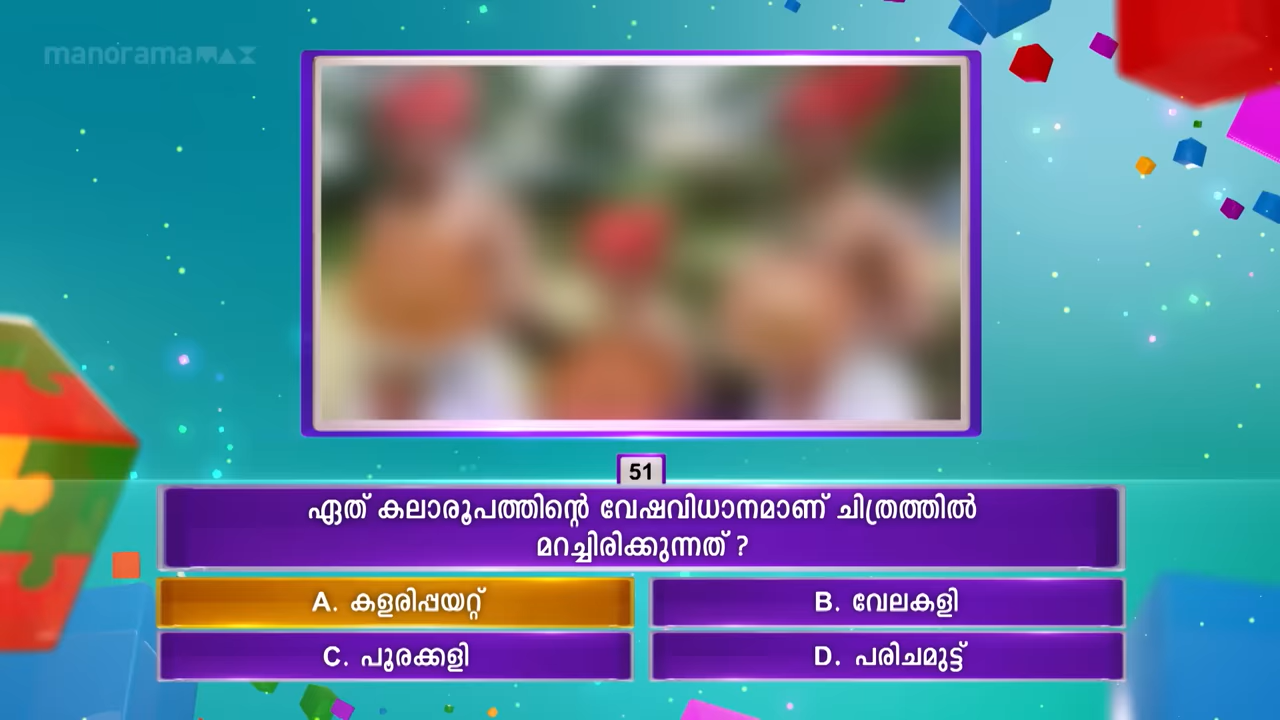 manoramaMAX
51
ഏത് കലാരൂപത്തിന്റെ വേഷവിധാനമാണ് ചിത്രത്തിൽ
മറച്ചിരിക്കുന്നത് ?
A. കളരിപ്പയറ്റ്
B. വേലകളി
C. പൂരക്കളി
D. പരിചമുട്ട്